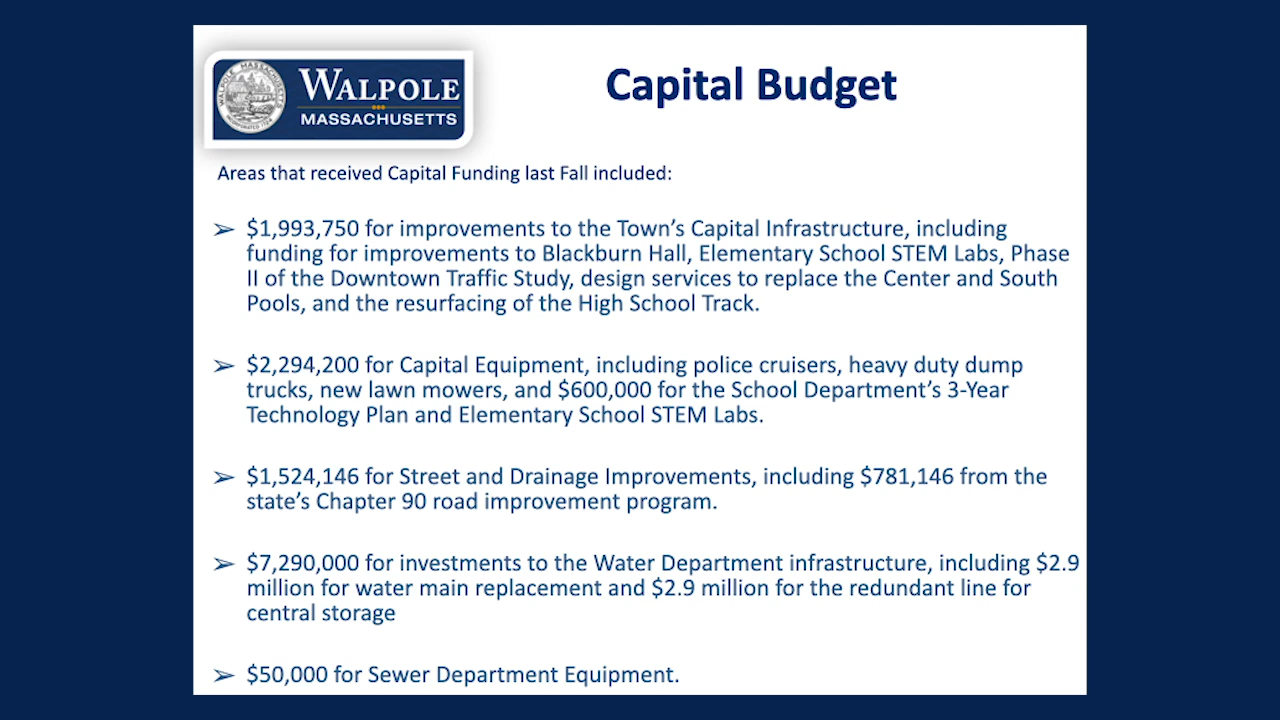 WALPOLE
MASSACHUSETTS
Capital Budget
Areas that received Capital Funding last Fall included:
➢ $1,993,750 for improvements to the Town’s Capital Infrastructure, including
funding for improvements to Blackburn Hall, Elementary School STEM Labs, Phase
II of the Downtown Traffic Study, design services to replace the Center and South
Pools, and the resurfacing of the High School Track.
➢ $2,294,200 for Capital Equipment, including police cruisers, heavy duty dump
trucks, new lawn mowers, and $600,000 for the School Department’s 3-Year
Technology Plan and Elementary School STEM Labs.
➢ $1,524,146 for Street and Drainage Improvements, including $781,146 from the
state’s Chapter 90 road improvement program.
➢ $7,290,000 for investments to the Water Department infrastructure, including $2.9
million for water main replacement and $2.9 million for the redundant line for
central storage
➢ $50,000 for Sewer Department Equipment.